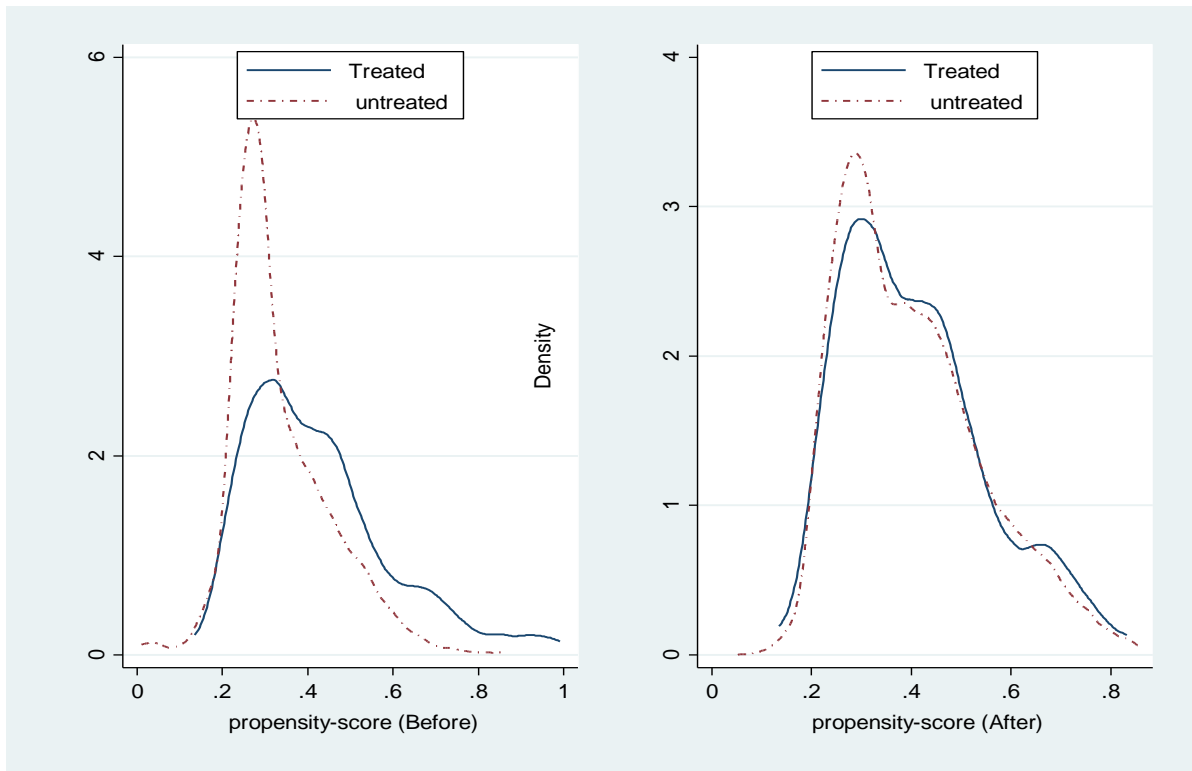 6
4
2
0
Treated
untreated
0 .2 .4 .6 .8 1
propensity-score (Before)
Density
4
3
2
1
0
Treated
untreated
0 .2 .4 .6 .8
propensity-score (After)